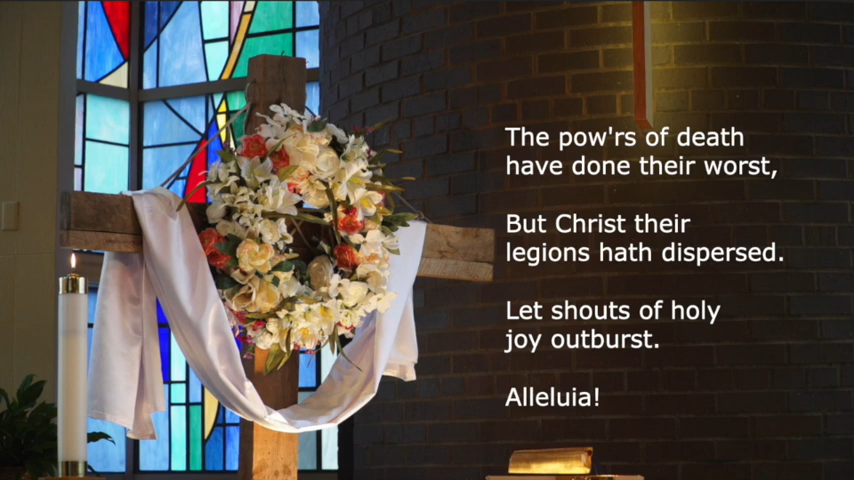 The pow'rs of death
have done their worst,
But Christ their
legions hath dispersed.
Let shouts of holy
joy outburst.
Alleluia!